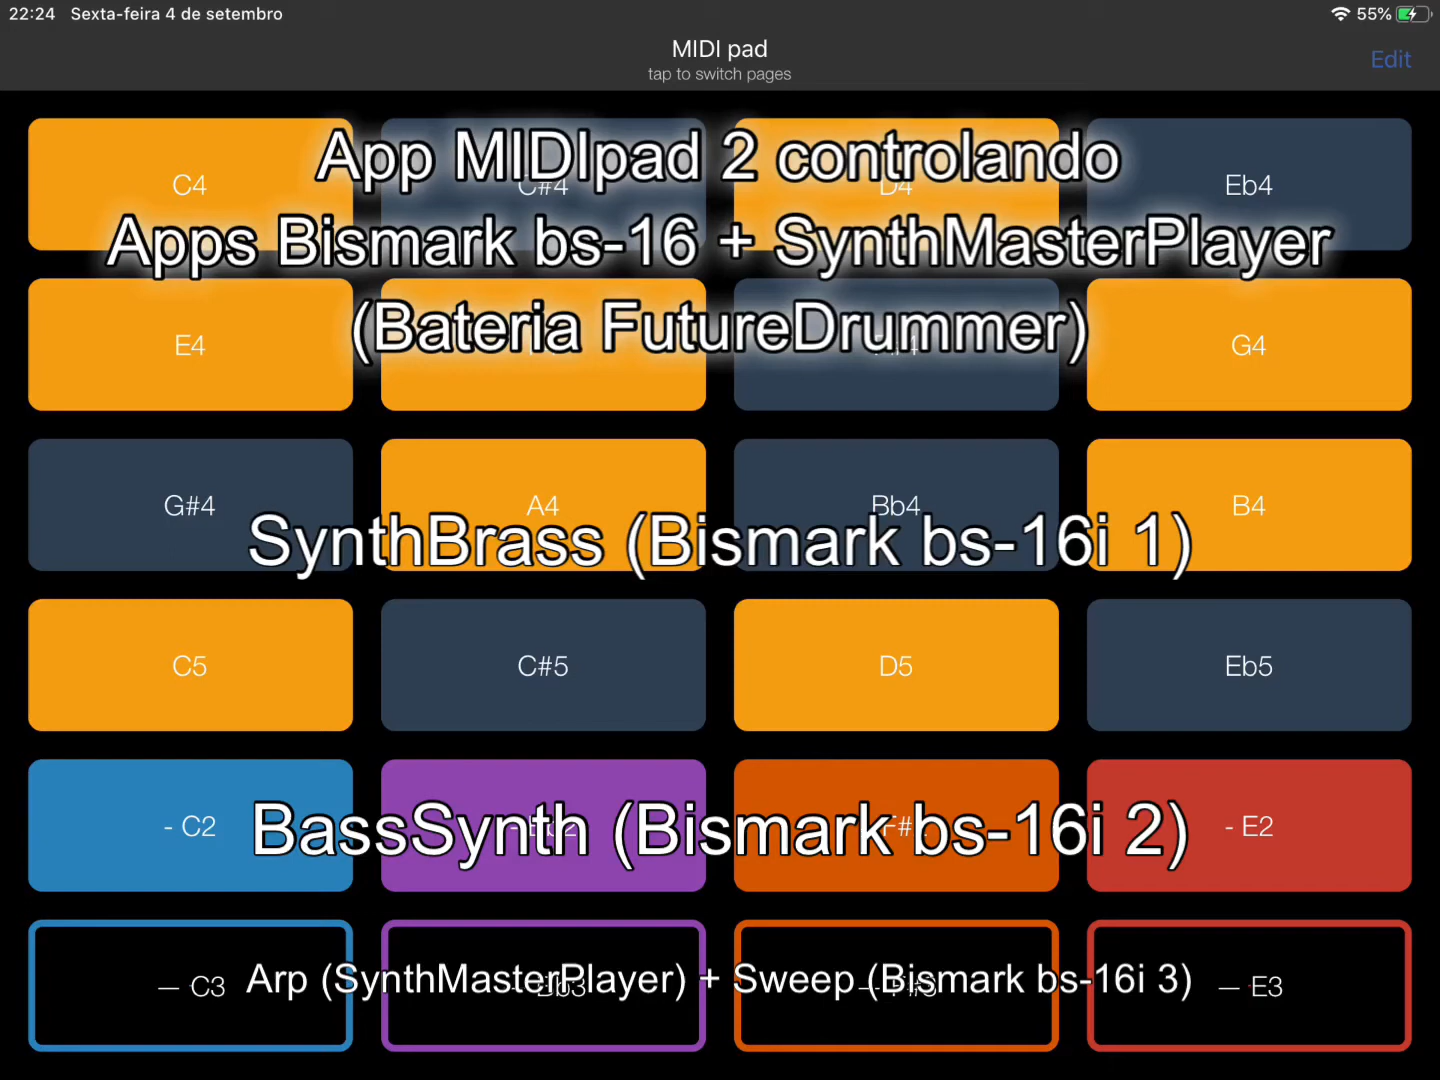 22:24 Sexta-feira 4 de setembro 55%
MIDI pad
tap to switch pages
Edit
App MIDIpad 2 controlando
C4 C#4 D4 Eb4
Apps Bismark bs-16 + SynthMasterPlayer
(Bateria FutureDrummer)
E4 G4
G#4 A4 Bb4 B4
SynthBrass (Bismark bs-16i 1)
C5 C#5 D5 Eb5
- C2 - E2
BassSynth (Bismark bs-16i 2)
Arp (SynthMasterPlayer) + Sweep (Bismark bs-16i 3)
— C3 — E3